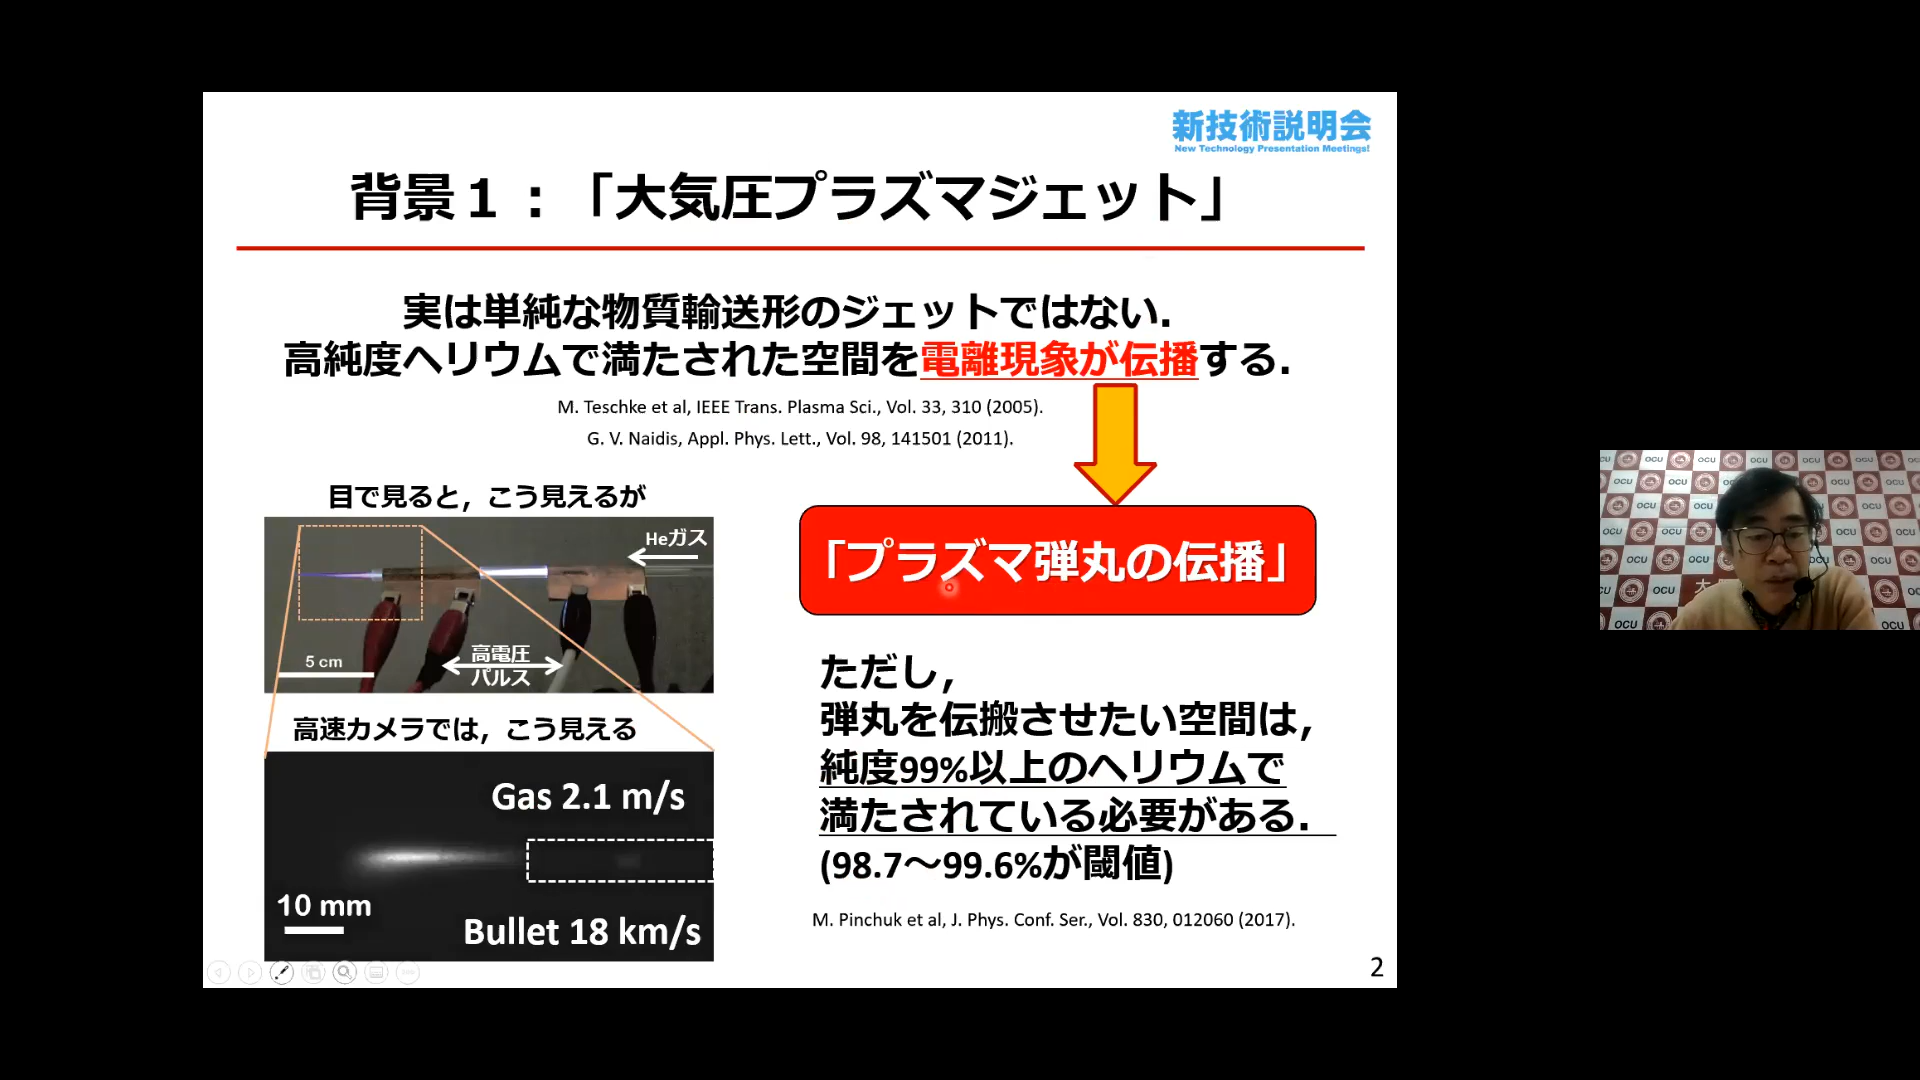 新技術説明会
New Technology Presentation Meetings!
背景１：「大気圧プラズマジェット」
実は単純な物質輸送形のジェットではない．
高純度ヘリウムで満たされた空間を電離現象が伝播する．
M. Teschke et al, IEEE Trans. Plasma Sci., Vol. 33, 310 (2005).
G. V. Naidis, Appl. Phys. Lett., Vol. 98, 141501 (2011).
目で見ると，こう見えるが
Heガス
5 cm
高電圧
パルス
高速カメラでは，こう見える
Gas 2.1 m/s
10 mm
Bullet 18 km/s
「プラズマ弾丸の伝播」
ただし，
弾丸を伝搬させたい空間は，
純度99%以上のヘリウムで
満たされている必要がある．
(98.7～99.6%が閾値)
M. Pinchuk et al, J. Phys. Conf. Ser., Vol. 830, 012060 (2017).
2
OCU